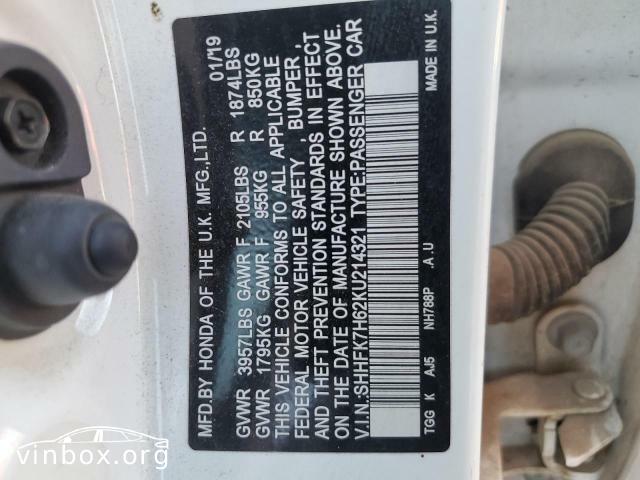 MFD.BY HONDA OF THE U.K. MFG.,LTD. 01/'19
GVWR 3957LBS GAWR F 2105LBS R 1874LBS
GVWR 1795KG GAWR F 955KG R 850KG
THIS VEHICLE CONFORMS TO ALL APPLICABLE
FEDERAL MOTOR VEHICLE SAFETY , BUMPER ,
AND THEFT PREVENTION STANDARDS IN EFFECT
ON THE DATE OF MANUFACTURE SHOWN ABOVE.
V.I.N.:SHHFK7H62KU214321 TYPE:PASSENGER CAR
TGG K AJ5 NH788P .A.U MADE IN U.K.
vinbox.org